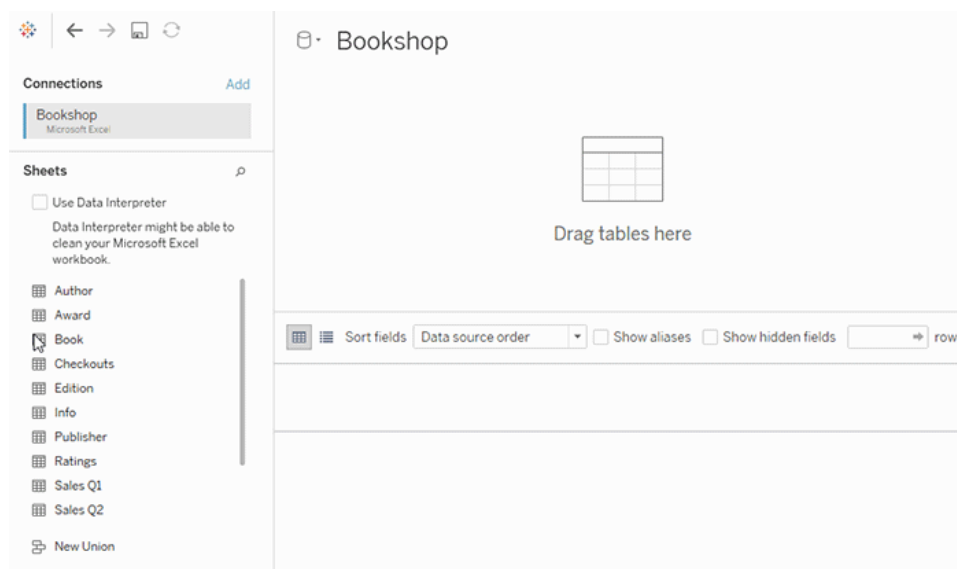 Bookshop
Connections
Add
Bookshop
Microsoft Excel
Sheets
Use Data Interpreter
Data Interpreter might be able to
clean your Microsoft Excel
workbook.
Author
Award
Book
Checkouts
Edition
Info
Publisher
Ratings
Sales Q1
Sales Q2
New Union
Drag tables here
Sort fields Data source order Show aliases Show hidden fields row